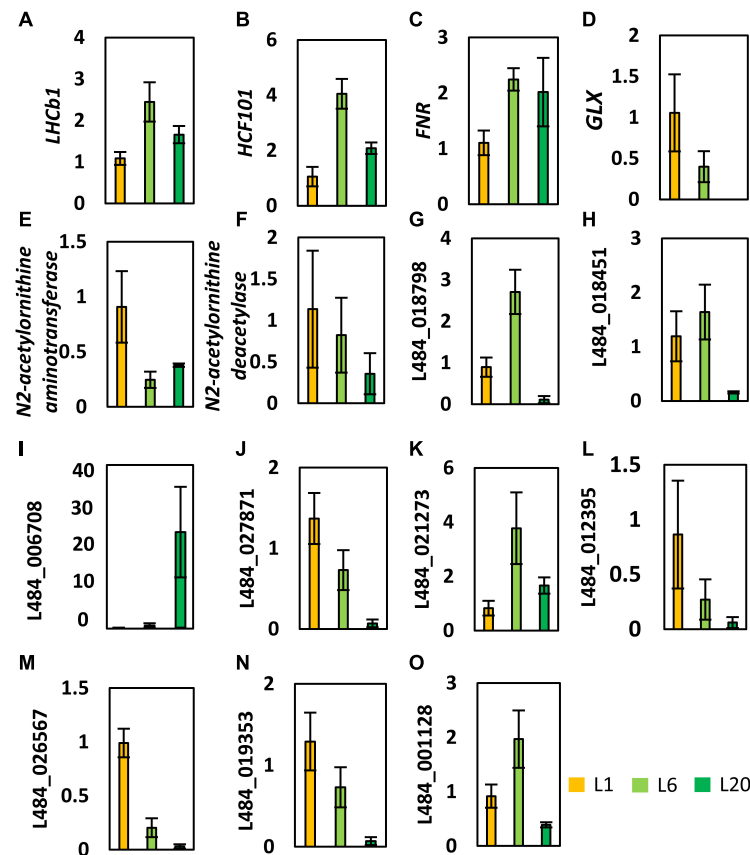 A
LHCb1
4
3
2
1
0
B
HCF101
6
4
2
0
C
FNR
3
2
1
0
D
GLX
2
1.5
1
0.5
0
E
N2-acetylornithine
aminotransferase
1.5
1
0.5
0
F
N2-acetylornithine
deacetylase
2
1.5
1
0.5
0
G
L484_018798
4
3
2
1
0
H
L484_018451
3
2
1
0
I
L484_006708
40
30
20
10
0
J
L484_027871
2
1
0
K
L484_021273
6
4
2
0
L
L484_012395
1.5
1
0.5
0
M
L484_026567
1.5
1
0.5
0
N
L484_019353
2
1
0
O
L484_001128
3
2
1
0
L1 L6 L20